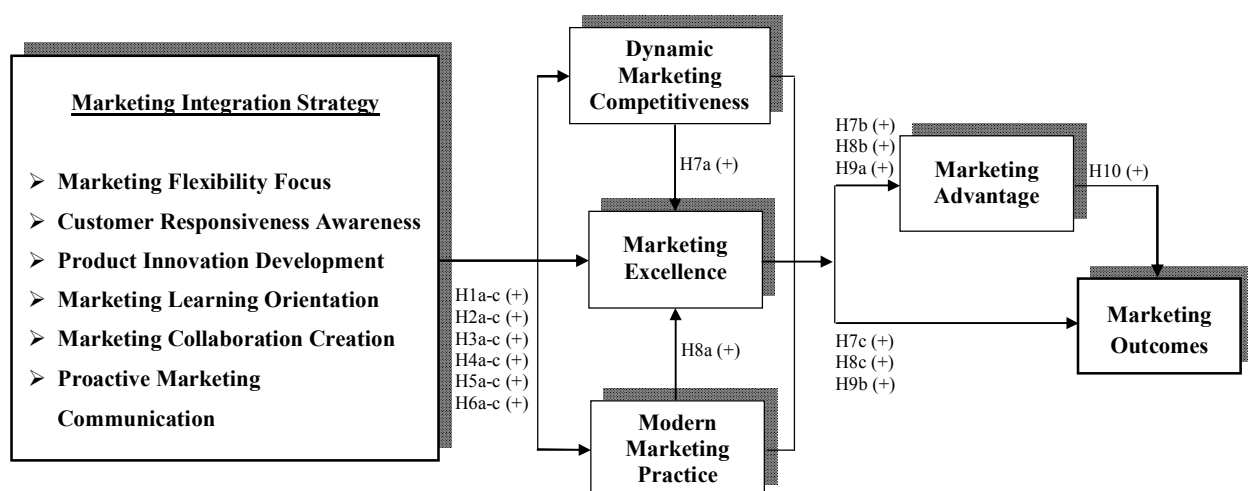 Marketing Integration Strategy
➢ Marketing Flexibility Focus
➢ Customer Responsiveness Awareness
➢ Product Innovation Development
➢ Marketing Learning Orientation
➢ Marketing Collaboration Creation
➢ Proactive Marketing
Communication
H1a-c (+)
H2a-c (+)
H3a-c (+)
H4a-c (+)
H5a-c (+)
H6a-c (+)
Dynamic
Marketing
Competitiveness
H7a (+)
Marketing
Excellence
H8a (+)
Modern
Marketing
Practice
H7b (+)
H8b (+)
H9a (+)
Marketing
Advantage
H10 (+)
H7c (+)
H8c (+)
H9b (+)
Marketing
Outcomes